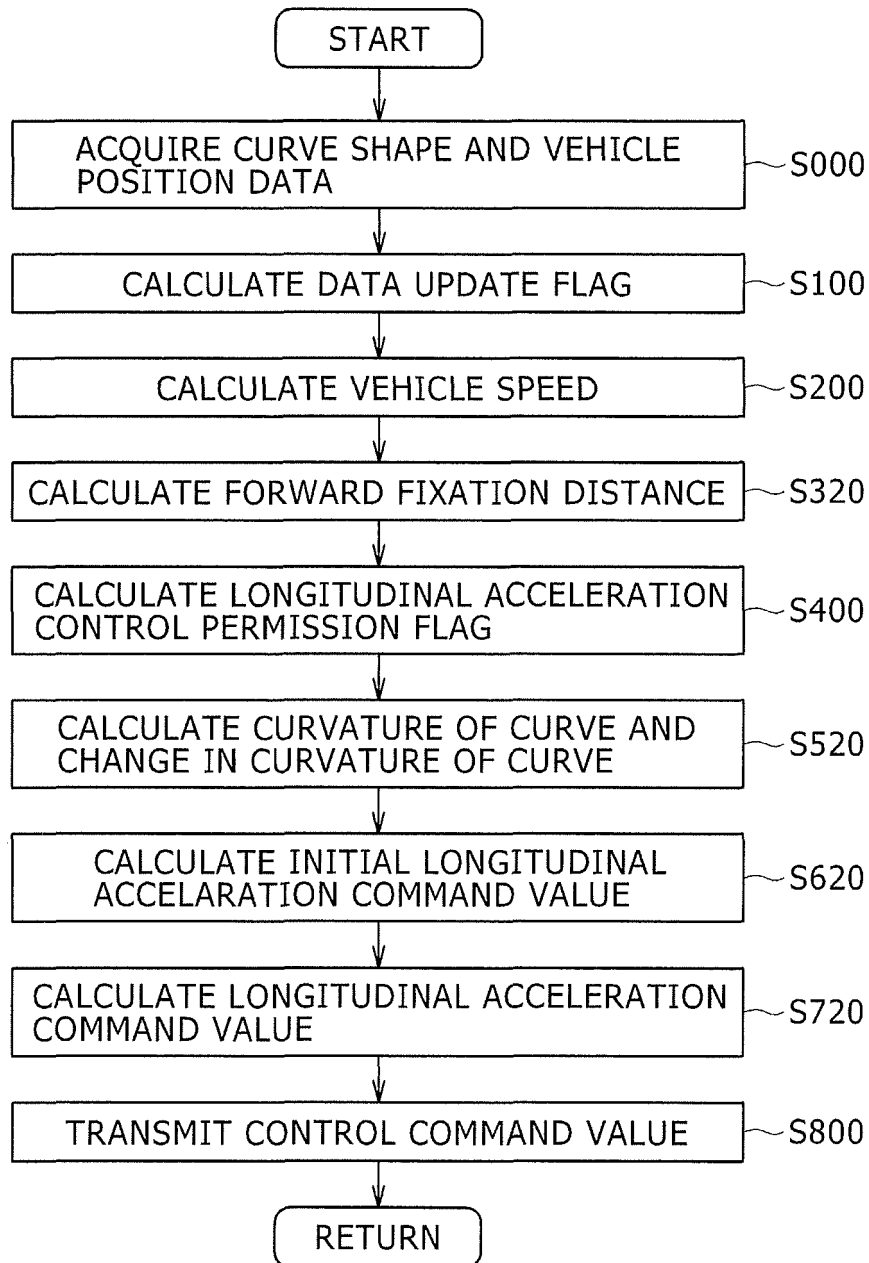 START
ACQUIRE CURVE SHAPE AND VEHICLE
POSITION DATA
S000
CALCULATE DATA UPDATE FLAG
S100
CALCULATE VEHICLE SPEED
S200
CALCULATE FORWARD FIXATION DISTANCE
S320
CALCULATE LONGITUDINAL ACCELERATION
CONTROL PERMISSION FLAG
S400
CALCULATE CURVATURE OF CURVE AND
CHANGE IN CURVATURE OF CURVE
S520
CALCULATE INITIAL LONGITUDINAL
ACCELARATION COMMAND VALUE
S620
CALCULATE LONGITUDINAL ACCELERATION
COMMAND VALUE
S720
TRANSMIT CONTROL COMMAND VALUE
S800
RETURN